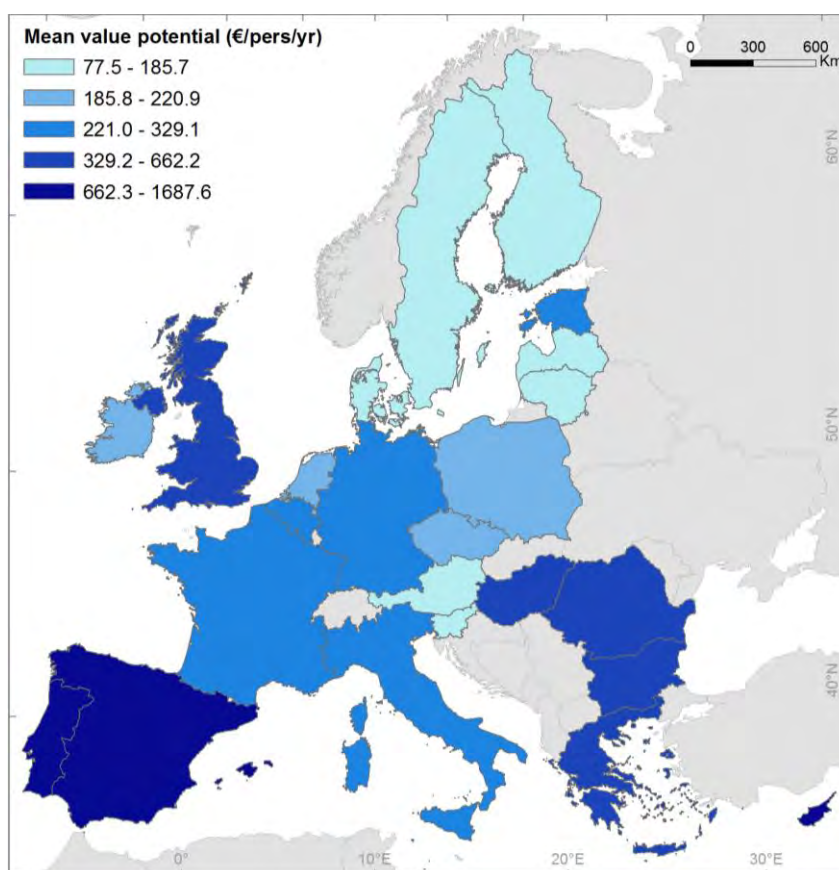 Mean value potential (€/pers/yr)
77.5 - 185.7
185.8 - 220.9
221.0 - 329.1
329.2 - 662.2
662.3 - 1687.6
0 300 600
Km
60°N
50°N
40°N
0° 10°E 20°E 30°E